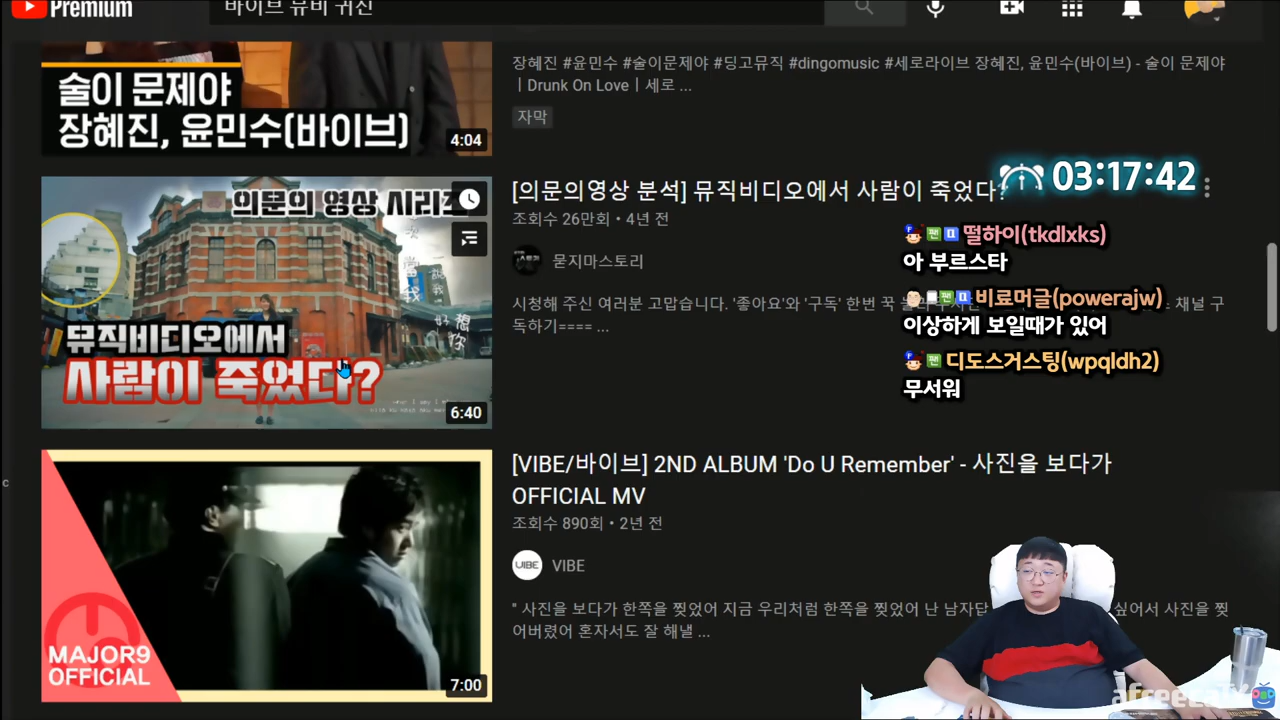 Premium
바이브 뮤비 귀신
술이 문제야
장혜진, 윤민수(바이브)
4:04
장혜진 #윤민수 #술이문제야 #딩고뮤직 #dingomusic #세로라이브 장혜진, 윤민수(바이브) - 술이 문제야
| Drunk On Love | 세로 ...
자막
의문의 영상 시리즈
뮤직비디오에서
사람이 죽었다?
6:40
[의문의영상 분석] 뮤직비디오에서 사람이 죽었다?
조회수 26만회 • 4년 전
묻지마스토리
시청해 주신 여러분 고맙습니다. '좋아요'와 '구독' 한번 꾹 채널 구
독하기==== ...
03:17:42
떨하이(tkdlxks)
아 부르스타
비료머글(powerajw)
이상하게 보일때가 있어
디도스거스팅(wpqldh2)
무서워
MAJOR9
OFFICIAL
7:00
[VIBE/바이브] 2ND ALBUM 'Do U Remember' - 사진을 보다가
OFFICIAL MV
조회수 890회 • 2년 전
VIBE
VIBE
" 사진을 보다가 한쪽을 찢었어 지금 우리처럼 한쪽을 찢었어 난 남자답 싶어서 사진을 찢
어버렸어 혼자서도 잘 해낼 ...
afreecaTV